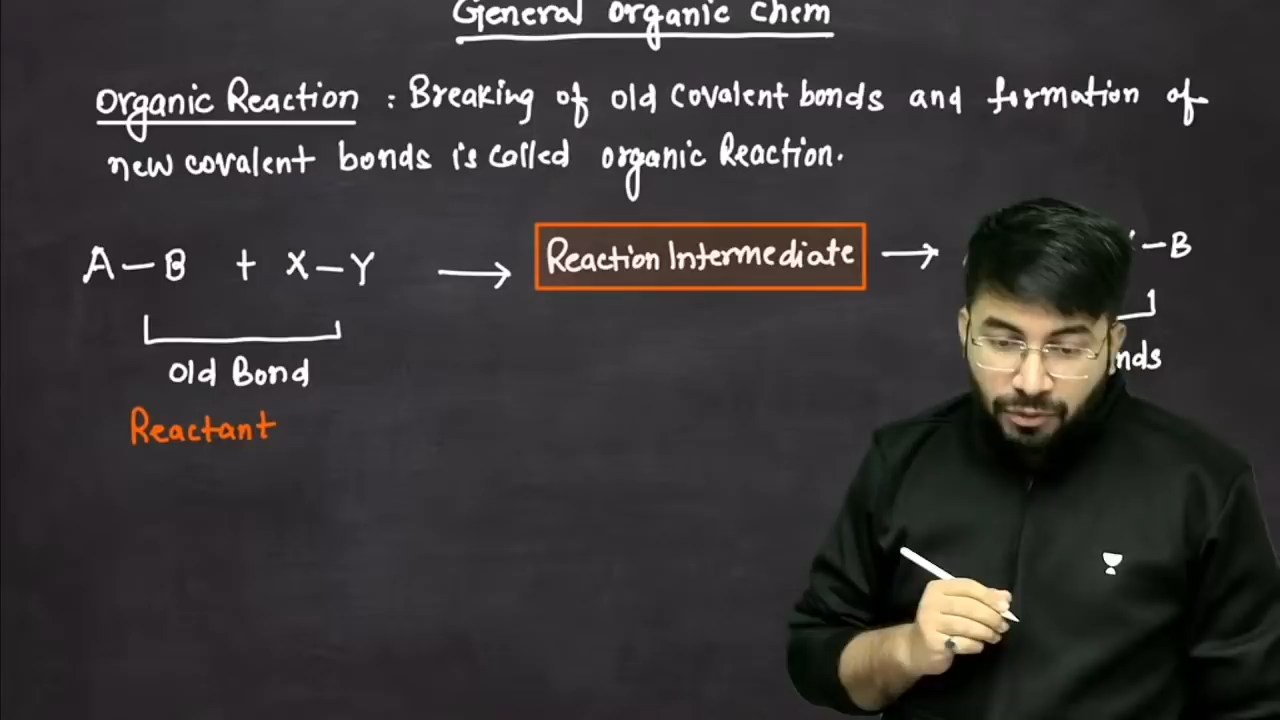 General organic Chem
Organic Reaction : Breaking of old covalent bonds and formation of
new covalent bonds is called organic Reaction.
A–B + X–Y → Reaction Intermediate → –B
Old Bond
Reactant